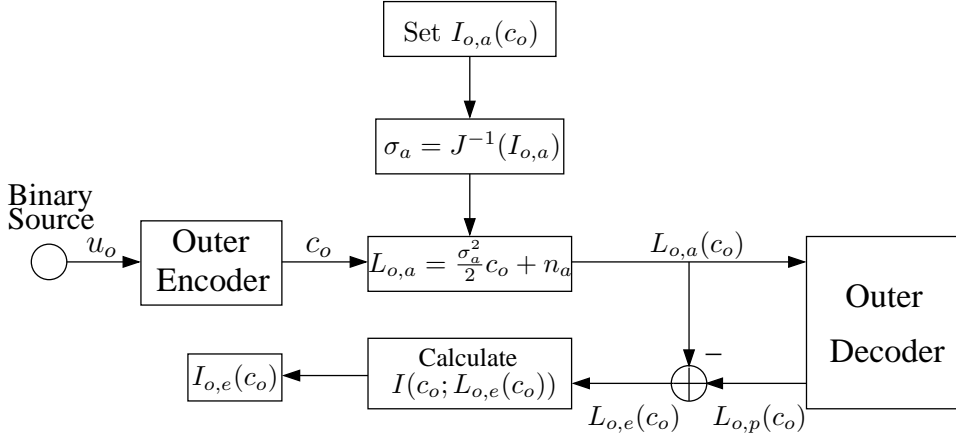 Set $I_{o,a}(c_o)$
$\sigma_a = J^{-1}(I_{o,a})$
Binary
Source
$u_o$
Outer
Encoder
$c_o$
$L_{o,a} = \frac{\sigma_a^2}{2} c_o + n_a$
$L_{o,a}(c_o)$
Outer
Decoder
$I_{o,e}(c_o)$
Calculate
$I(c_o; L_{o,e}(c_o))$
$L_{o,e}(c_o)$
−
$L_{o,p}(c_o)$